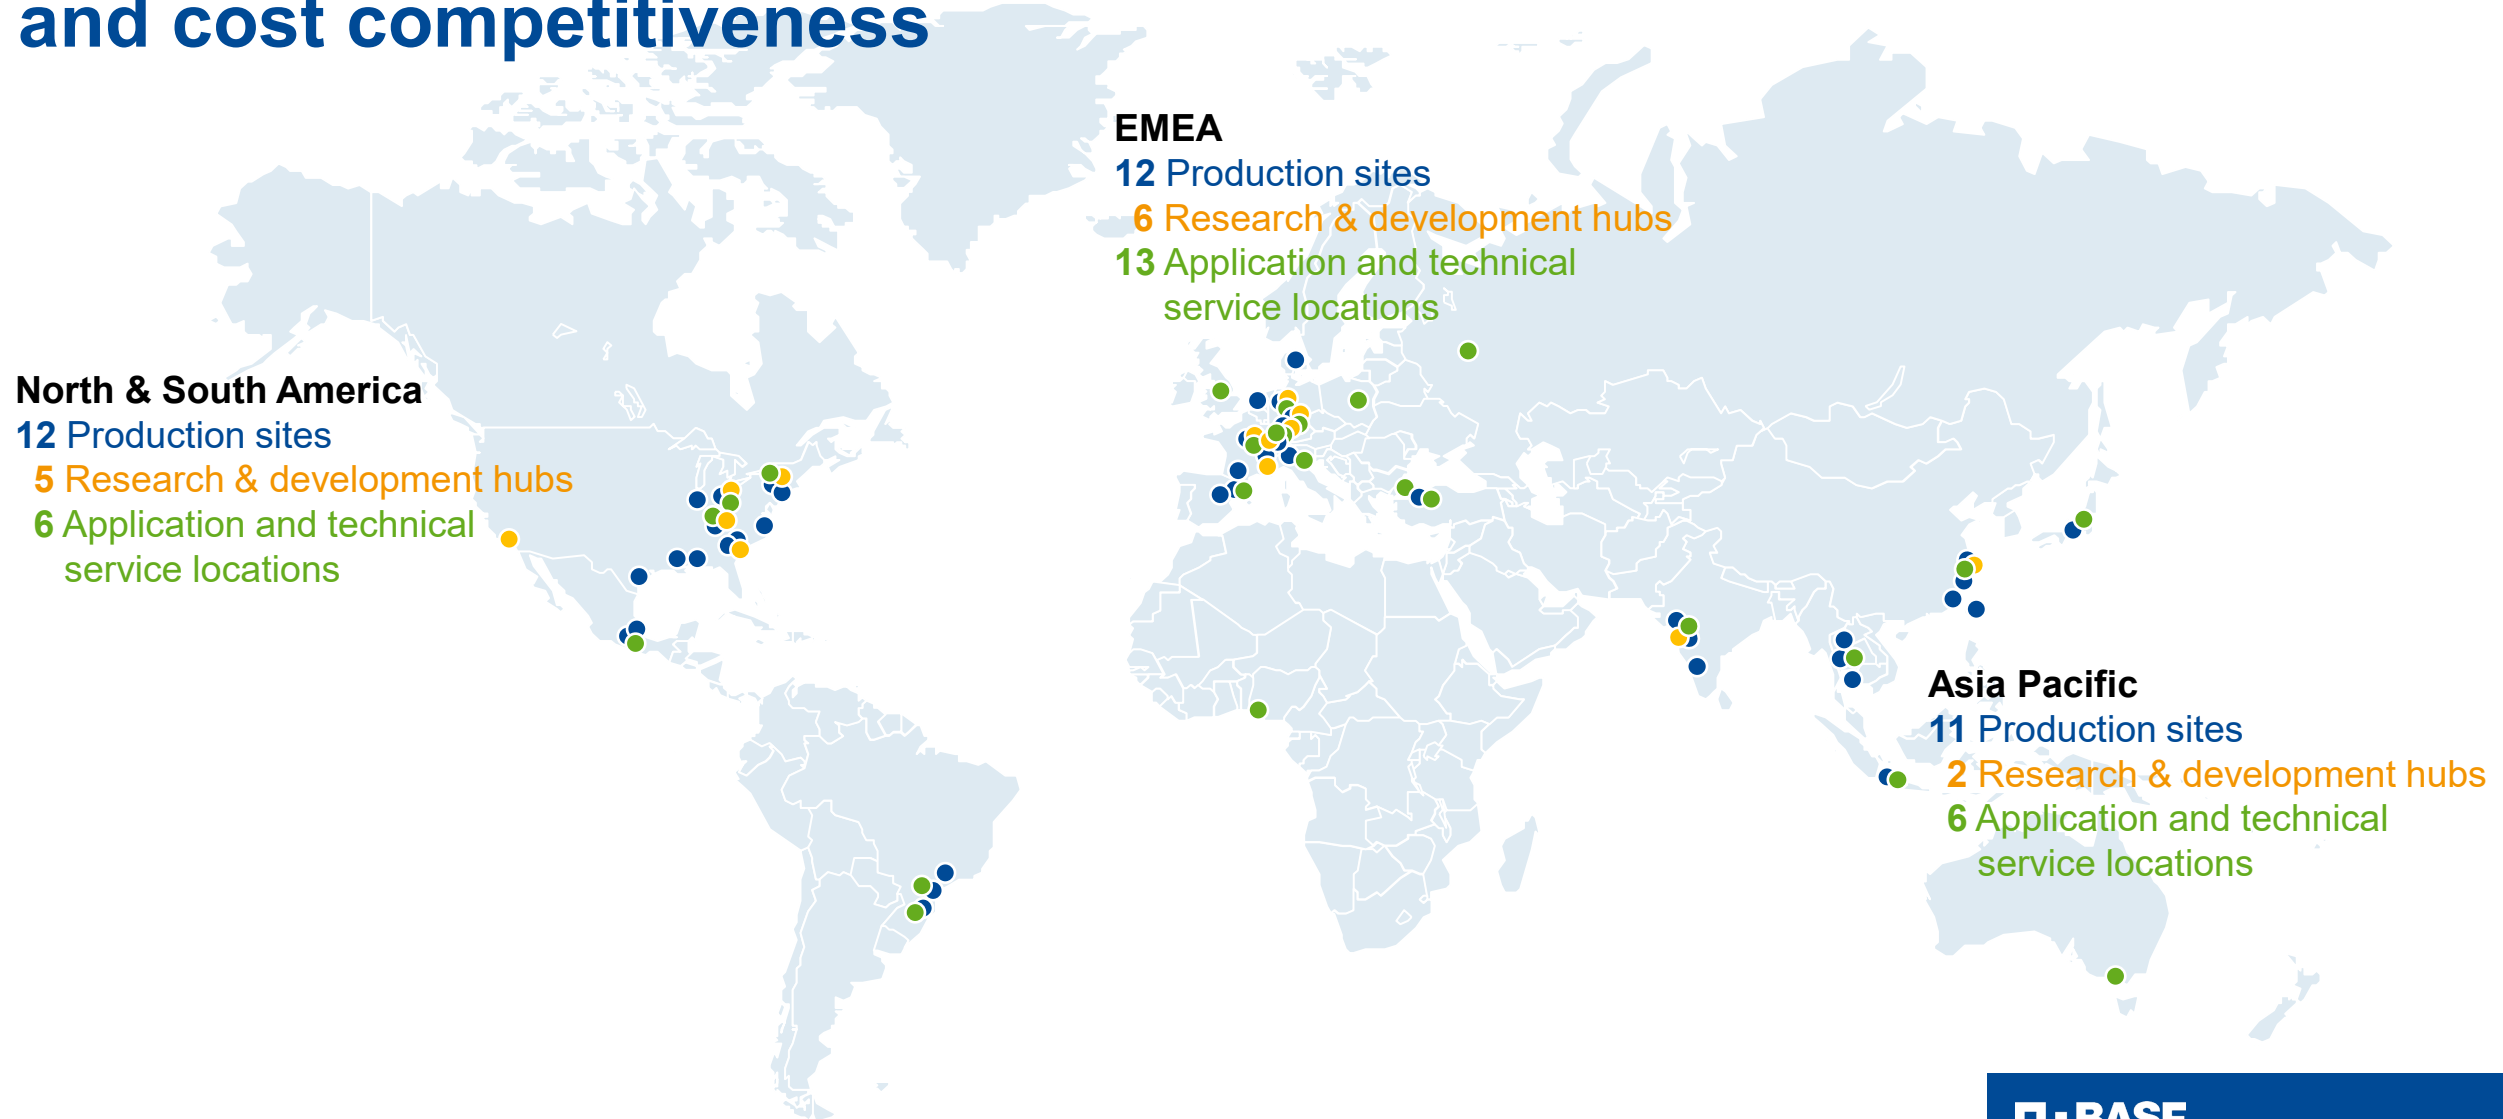 and cost competitiveness
EMEA
12 Production sites
6 Research & development hubs
13 Application and technical
service locations
North & South America
12 Production sites
5 Research & development hubs
6 Application and technical
service locations
Asia Pacific
11 Production sites
2 Research & development hubs
6 Application and technical
service locations
BASF